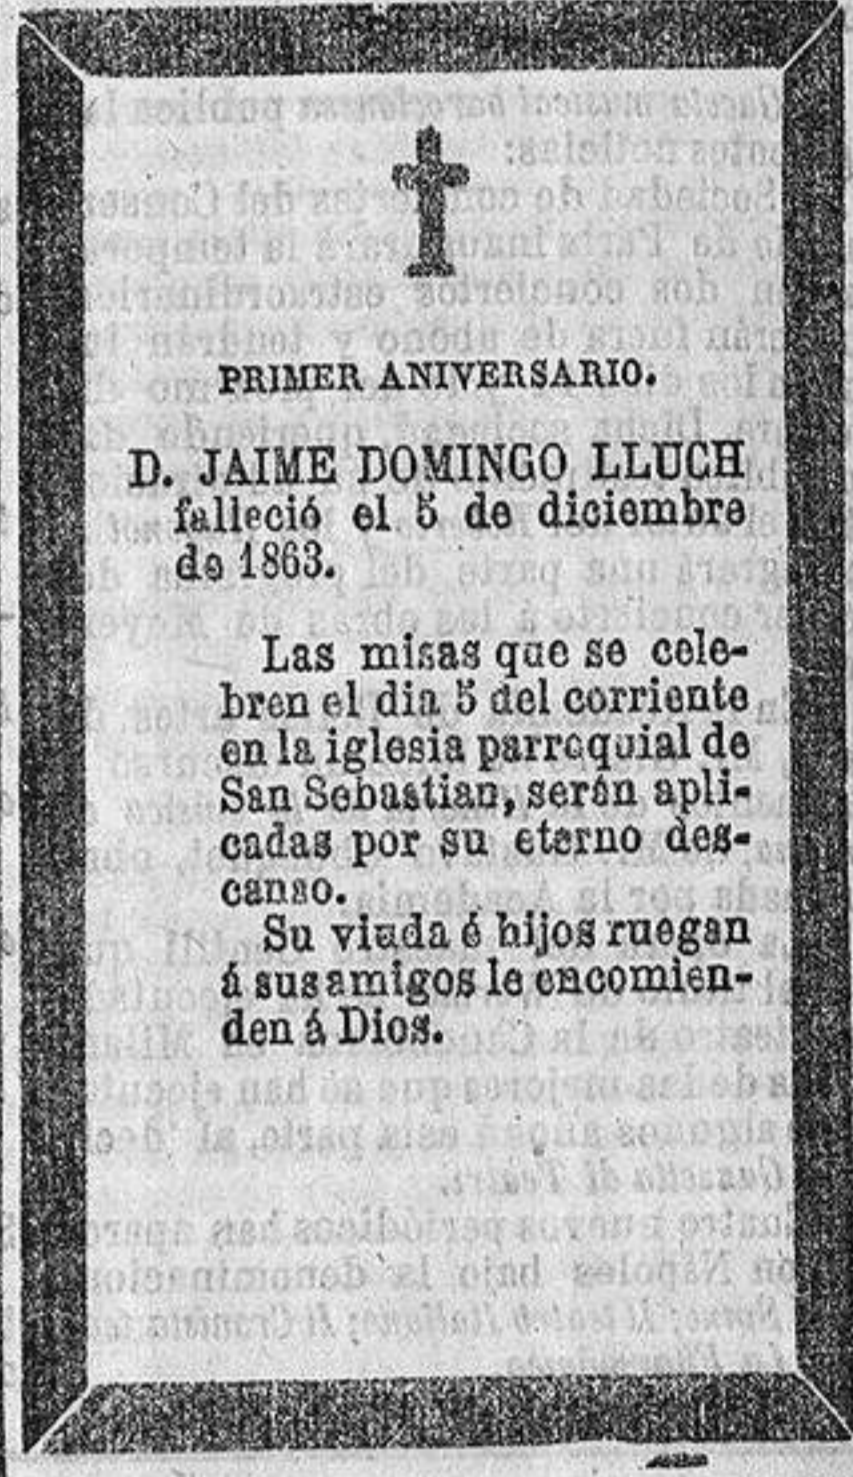 PRIMER ANIVERSARIO.
D. JAIME DOMINGO LLUCH
falleció el 5 de diciembre
de 1863.
Las misas que se cele-
bren el dia 5 del corriente
en la iglesia parroquial de
San Sebastian, serán apli-
cadas por su eterno des-
canso.
Su viuda é hijos ruegan
á sus amigos le encomien-
den á Dios.